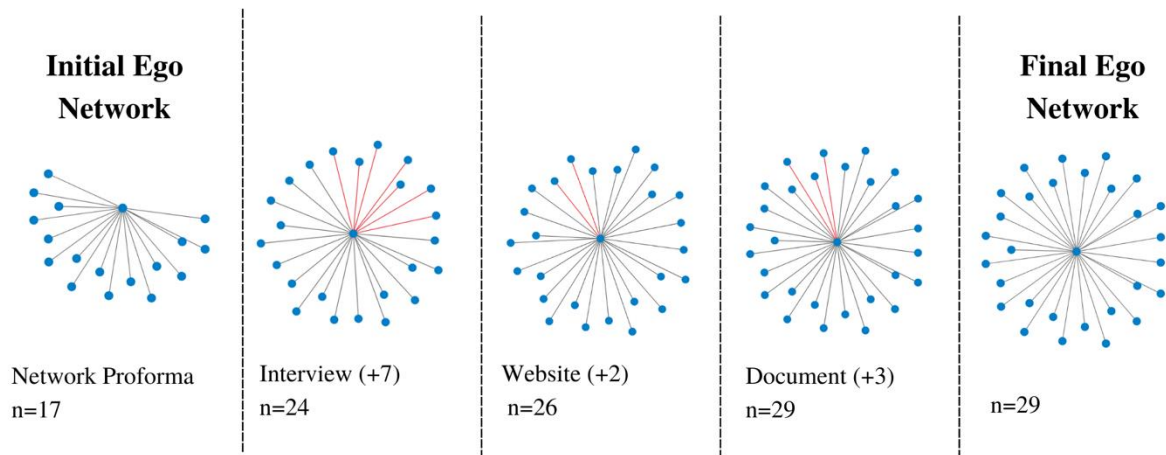 Initial Ego
Network
Final Ego
Network
Network Proforma
n=17
Interview (+7)
n=24
Website (+2)
n=26
Document (+3)
n=29
n=29